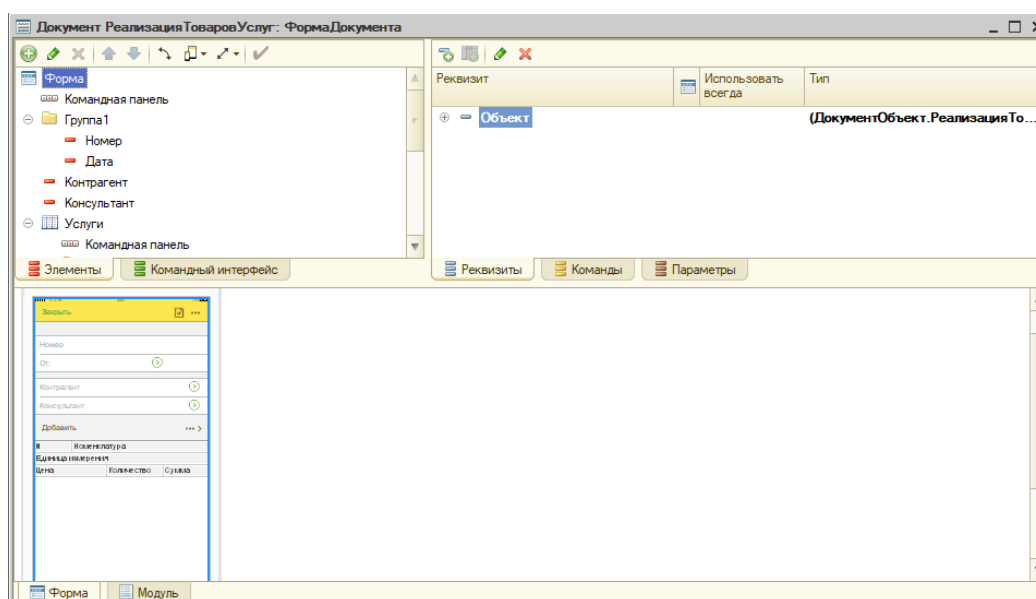 Документ РеализацияТоваровУслуг: ФормаДокумента
Форма
Командная панель
Группа1
Номер
Дата
Контрагент
Консультант
Услуги
Командная панель
Элементы
Командный интерфейс
Реквизит
Использовать всегда
Тип
Объект
(ДокументОбъект.РеализацияТо...
Реквизиты
Команды
Параметры
Закрыть
Номер
От:
Контрагент
Консультант
Добавить
N Номенклатура
Единица измерения
Цена Количество Сумма
Форма
Модуль